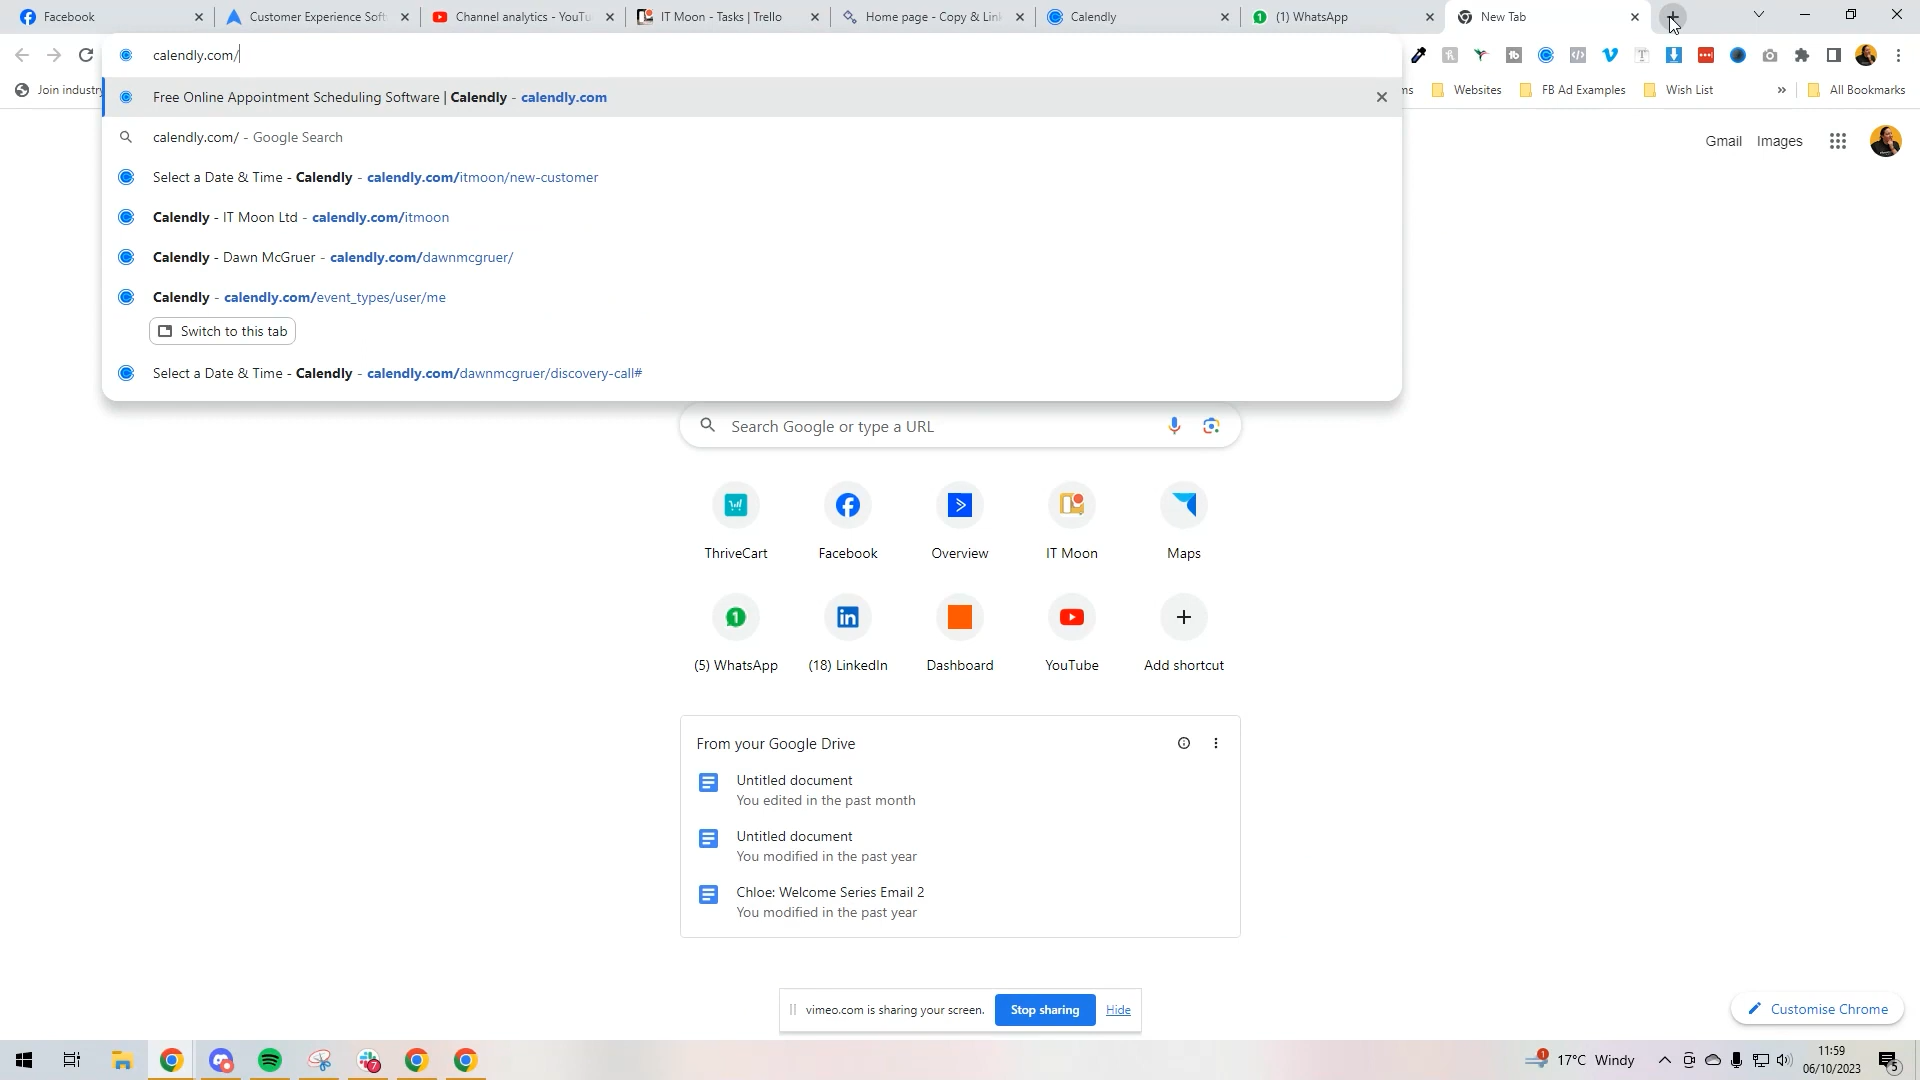 Facebook
Customer Experience Soft
Channel analytics - YouTu
IT Moon - Tasks | Trello
Home page - Copy & Lin
Calendly
(1) WhatsApp
New Tab
calendly.com/
Join industry
Websites
FB Ad Examples
Wish List
All Bookmarks
Free Online Appointment Scheduling Software | Calendly - calendly.com
calendly.com/ - Google Search
Gmail
Images
Select a Date & Time - Calendly - calendly.com/itmoon/new-customer
Calendly - IT Moon Ltd - calendly.com/itmoon
Calendly - Dawn McGruer - calendly.com/dawnmcgruer/
Calendly - calendly.com/event_types/user/me
Switch to this tab
Select a Date & Time - Calendly - calendly.com/dawnmcgruer/discovery-call#
Search Google or type a URL
ThriveCart
Facebook
Overview
IT Moon
Maps
(5) WhatsApp
(18) LinkedIn
Dashboard
YouTube
Add shortcut
From your Google Drive
Untitled document
You edited in the past month
Untitled document
You modified in the past year
Chloe: Welcome Series Email 2
You modified in the past year
vimeo.com is sharing your screen.
Stop sharing
Hide
Customise Chrome
17°C Windy
11:59
06/10/2023